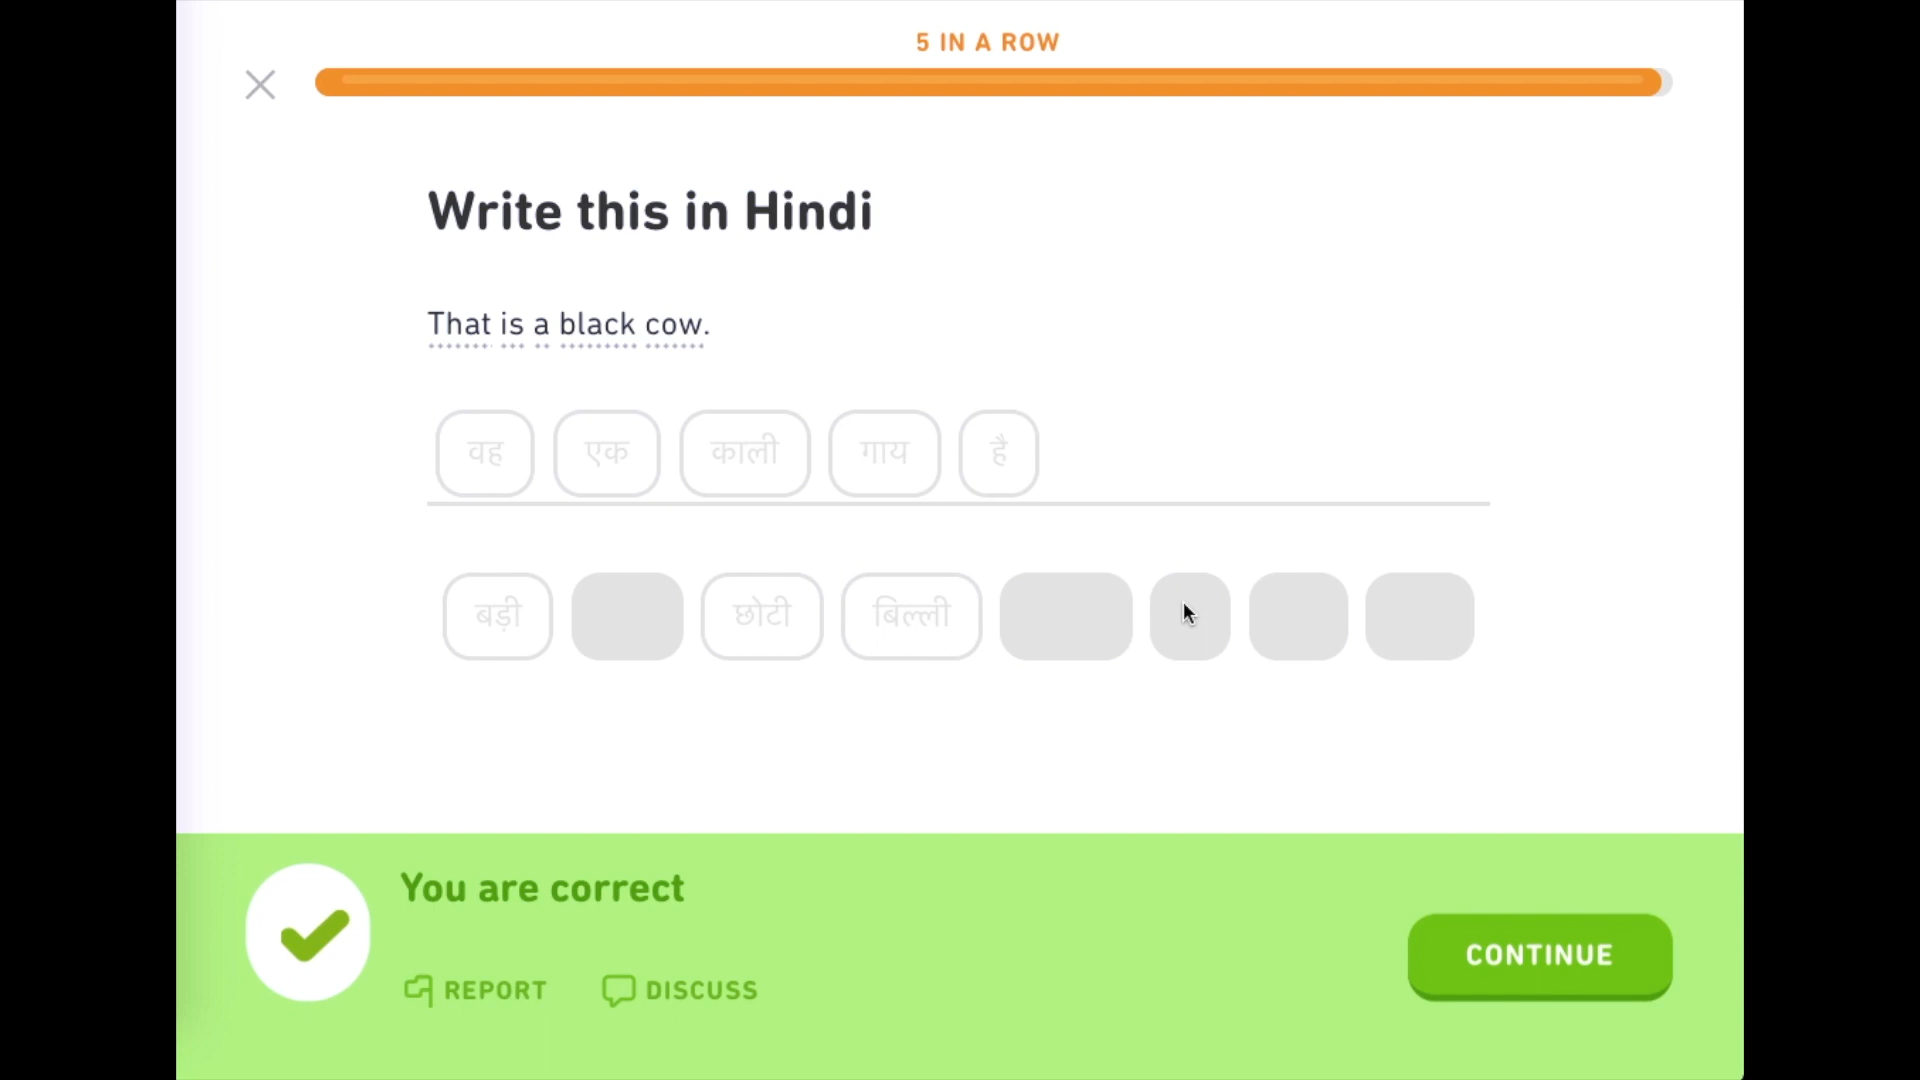 5 IN A ROW
Write this in Hindi
That is a black cow.
वह एक काली गाय है
बड़ी छोटी बिल्ली
You are correct
REPORT DISCUSS
CONTINUE